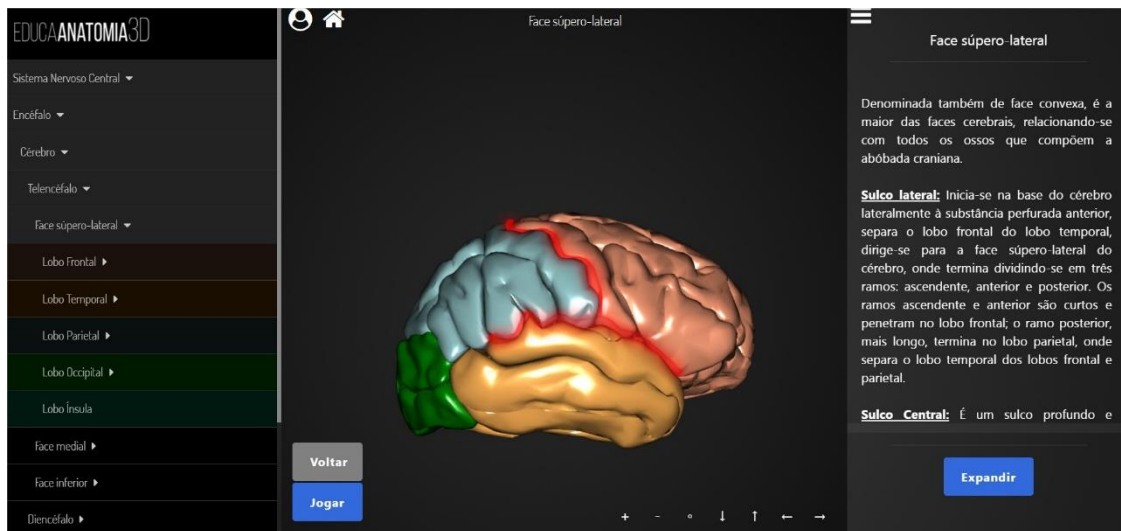 EDUCAANATOMIA3D
Sistema Nervoso Central
Encéfalo
Cérebro
Telencéfalo
Face súpero-lateral
Lobo Frontal
Lobo Temporal
Lobo Parietal
Lobo Occipital
Lobo Ínsula
Face medial
Face inferior
Diencéfalo
Face súpero-lateral
Voltar
Jogar
Face súpero-lateral
Denominada também de face convexa, é a
maior das faces cerebrais, relacionando-se
com todos os ossos que compõem a
abóbada craniana.
Sulco lateral: Inicia-se na base do cérebro
lateralmente à substância perfurada anterior,
separa o lobo frontal do lobo temporal,
dirige-se para a face súpero-lateral do
cérebro, onde termina dividindo-se em três
ramos: ascendente, anterior e posterior. Os
ramos ascendente e anterior são curtos e
penetram no lobo frontal; o ramo posterior,
mais longo, termina no lobo parietal, onde
separa o lobo temporal dos lobos frontal e
parietal.
Sulco Central: É um sulco profundo e
Expandir